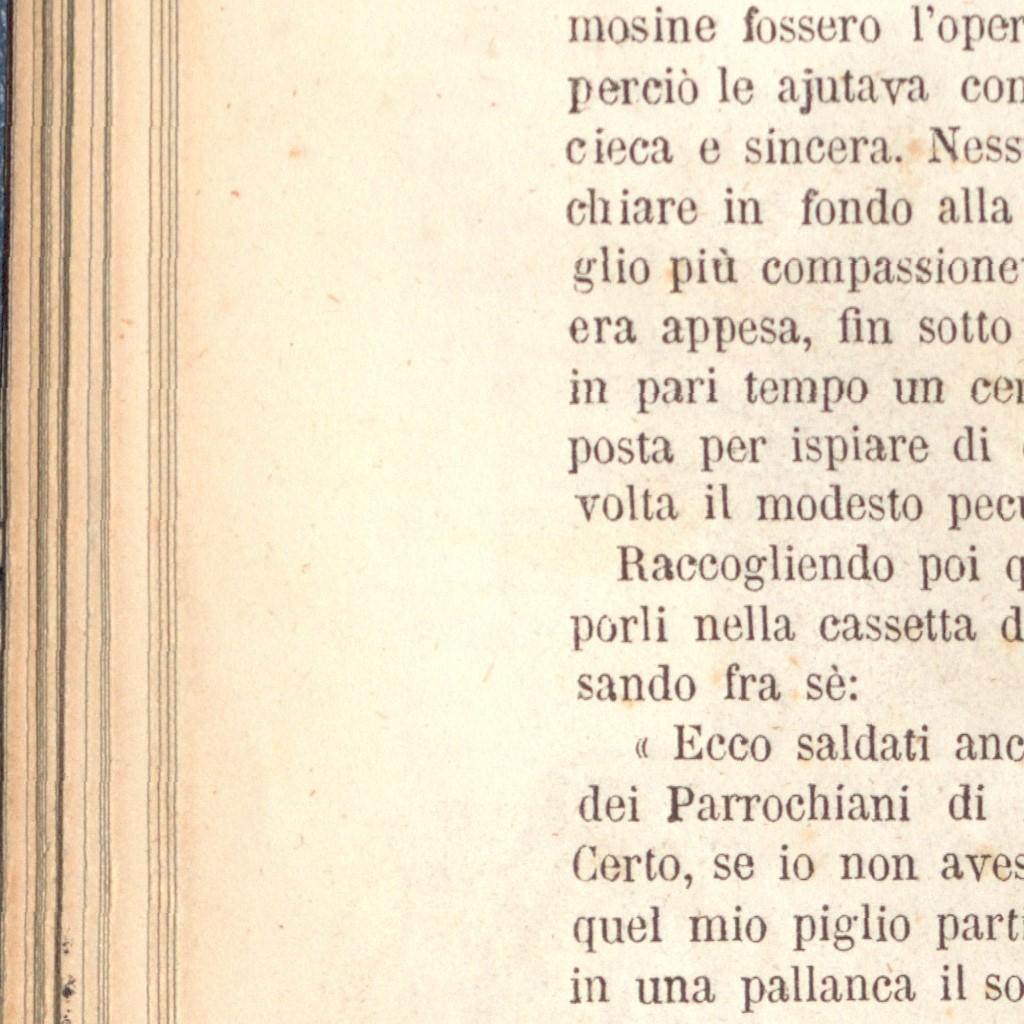 mosine fossero l'oper
perciò le ajutava con
cieca e sincera. Ness
chiare in fondo alla
glio più compassione
era appesa, fin sotto
in pari tempo un cer
posta per ispiare di
volta il modesto pecu
Raccogliendo poi q
porli nella cassetta d
sando fra sè:
« Ecco saldati anc
dei Parrochiani di
Certo, se io non aves
quel mio piglio parti
in una pallanca il so